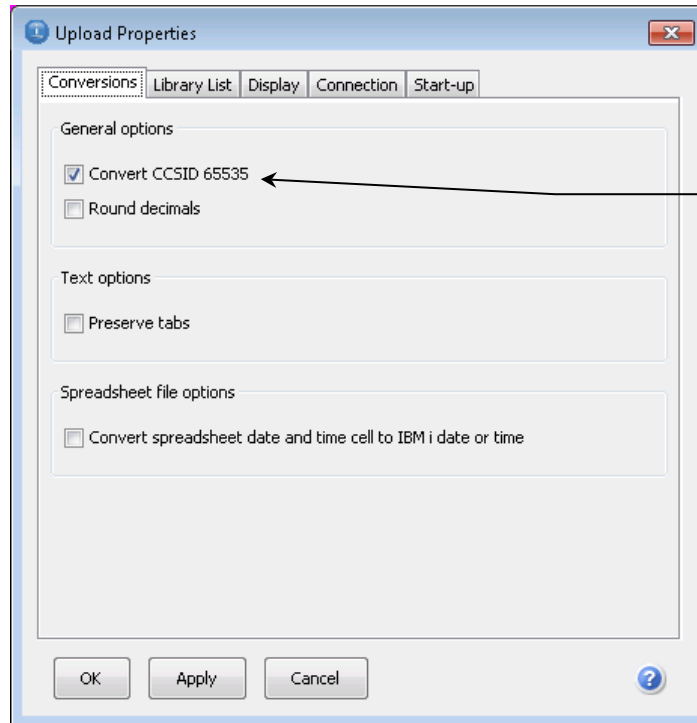 Upload Properties
Conversions Library List Display Connection Start-up
General options
Convert CCSID 65535
Round decimals
Text options
Preserve tabs
Spreadsheet file options
Convert spreadsheet date and time cell to IBM i date or time
OK Apply Cancel ?